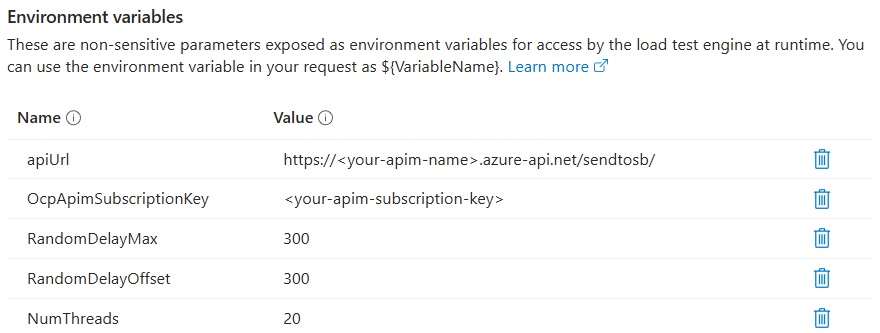 Environment variables
These are non-sensitive parameters exposed as environment variables for access by the load test engine at runtime. You
can use the environment variable in your request as ${VariableName}. Learn more
Name Value
apiUrl https://<your-apim-name>.azure-api.net/sendtosb/
OcpApimSubscriptionKey <your-apim-subscription-key>
RandomDelayMax 300
RandomDelayOffset 300
NumThreads 20